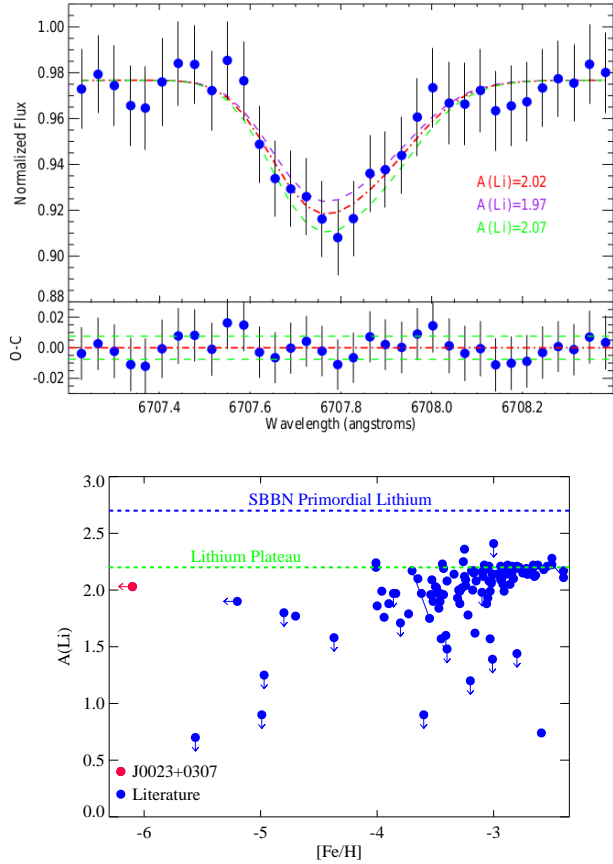 1.00
0.98
0.96
0.94
0.92
0.90
0.88
Normalized Flux
A(Li)=2.02
A(Li)=1.97
A(Li)=2.07
0.02
0.00
-0.02
O-C
6707.4 6707.6 6707.8 6708.0 6708.2
Wavelength (angstroms)
3.0
2.5
2.0
1.5
1.0
0.5
0.0
A(Li)
SBBN Primordial Lithium
Lithium Plateau
J0023+0307
Literature
-6 -5 -4 -3
[Fe/H]